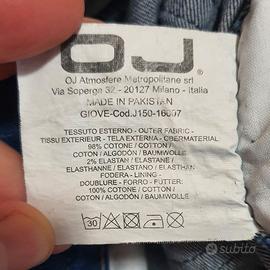 OJ
OJ Atmosfere Metropolitane srl
Via Soperga 32 - 20127 Milano - Italia
MADE IN PAKISTAN
GIOVE-Cod.J150-16007
TESSUTO ESTERNO - OUTER FABRIC -
TISSU EXTERIEUR - TELA EXTERNA - OBERMATERIAL
98% COTONE / COTTON /
COTON / ALGODÓN / BAUMWOLLE
2% ELASTAN / ELASTANE /
ELASTHANNE / ELASTANO / ELASTHAN
FODERA - LINING -
DOUBLURE - FORRO - FUTTER:
100% COTONE / COTTON /
COTON / ALGODÓN / BAUMWOLLE
30
subito